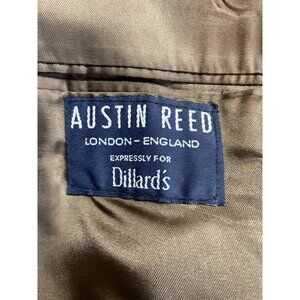 AUSTIN REED
LONDON-ENGLAND
EXPRESSLY FOR
Dillard's